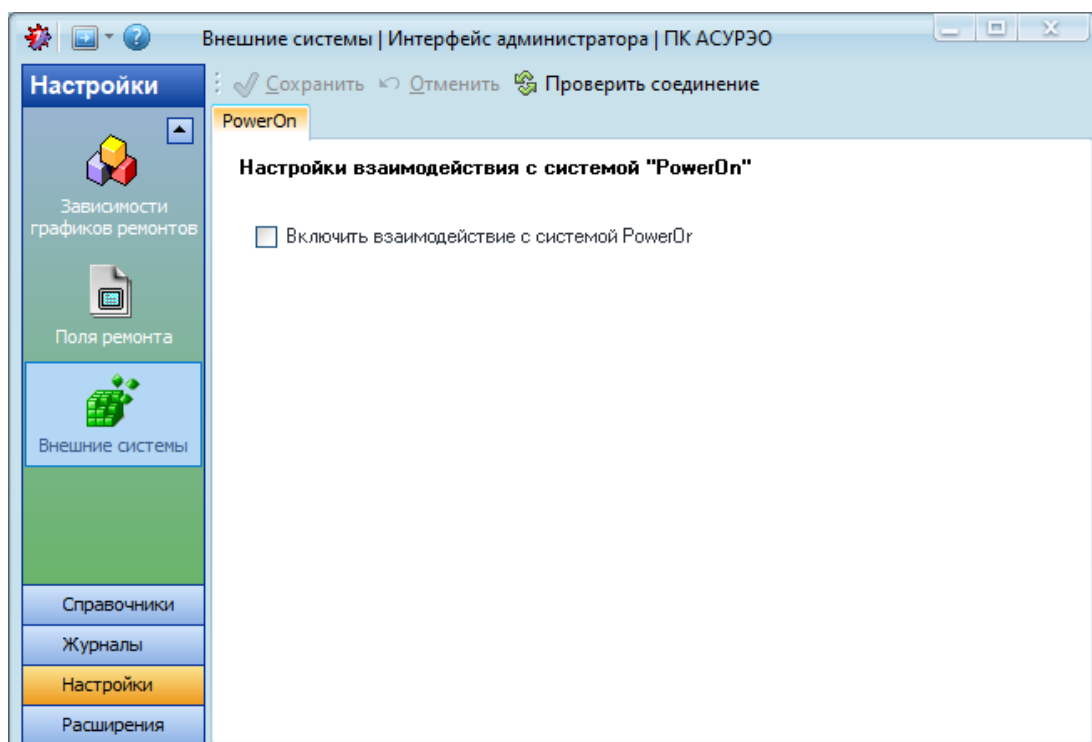 Внешние системы | Интерфейс администратора | ПК АСУРЭО
Настройки
Сохранить Отменить Проверить соединение
PowerOn
Настройки взаимодействия с системой "PowerOn"
Включить взаимодействие с системой PowerOr
Зависимости
графиков ремонтов
Поля ремонта
Внешние системы
Справочники
Журналы
Настройки
Расширения